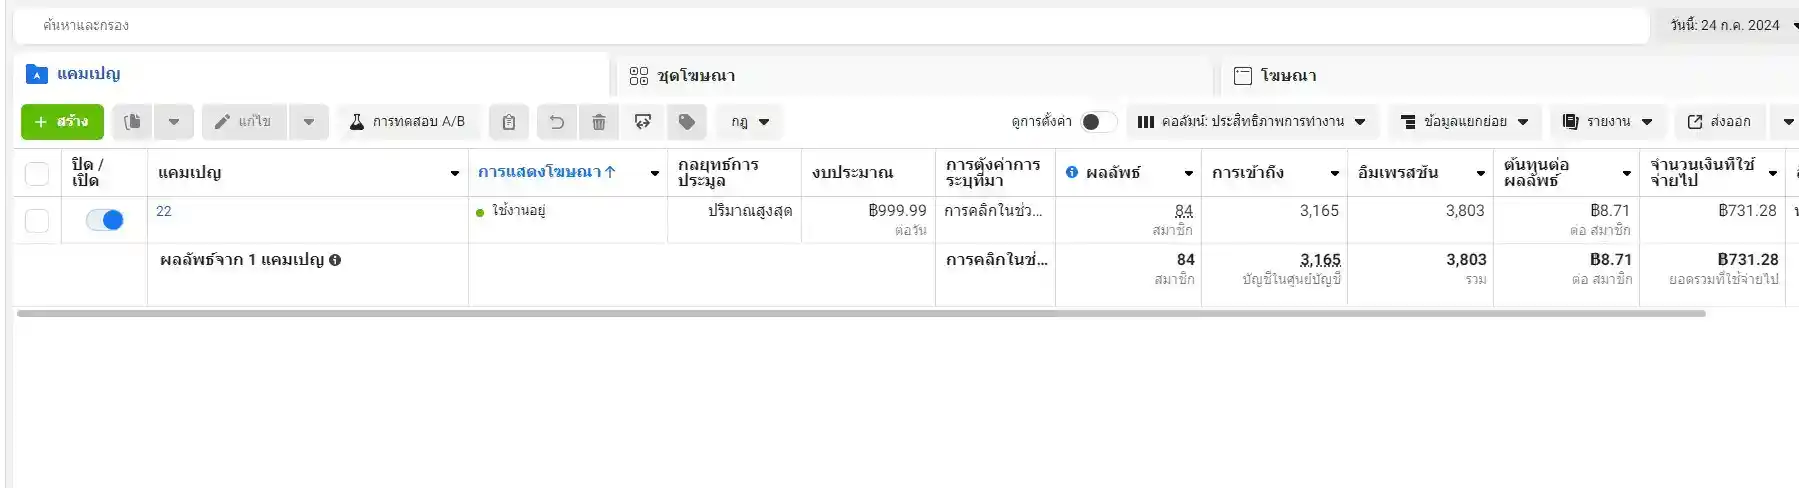 ค้นหาและกรอง
วันนี้: 24 ก.ค. 2024
แคมเปญ
ชุดโฆษณา
โฆษณา
+ สร้าง
แก้ไข
การทดสอบ A/B
กฎ
ดูการตั้งค่า
คอลัมน์: ประสิทธิภาพการทำงาน
ข้อมูลแยกย่อย
รายงาน
ส่งออก
ปิด /
เปิด
แคมเปญ
การแสดงโฆษณา ↑
กลยุทธ์การ
ประมูล
งบประมาณ
การตั้งค่าการ
ระบุที่มา
ผลลัพธ์
การเข้าถึง
อิมเพรสชัน
ต้นทุนต่อ
ผลลัพธ์
จำนวนเงินที่ใช้
จ่ายไป
22
ใช้งานอยู่
ปริมาณสูงสุด
฿999.99
ต่อวัน
การคลิกในช่ว...
84
สมาชิก
3,165
3,803
฿8.71
ต่อ สมาชิก
฿731.28
ผลลัพธ์จาก 1 แคมเปญ
การคลิกในช่...
84
สมาชิก
3,165
บัญชีในศูนย์บัญชี
3,803
รวม
฿8.71
ต่อ สมาชิก
฿731.28
ยอดรวมที่ใช้จ่ายไป